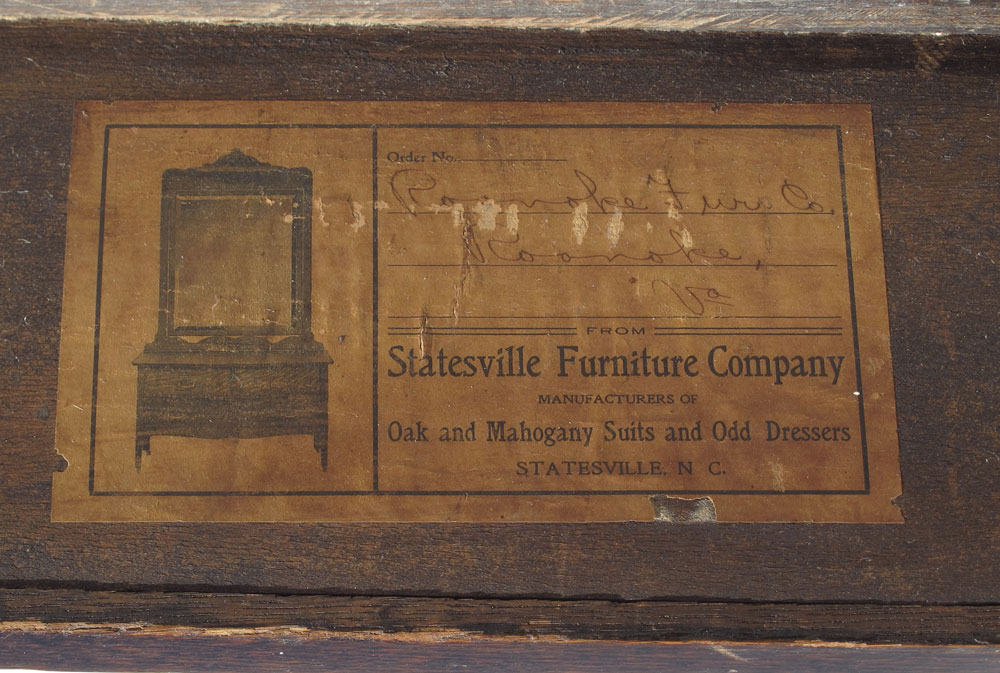 Order No.
Roanoke Furn. Co.
Roanoke,
Va
FROM
Statesville Furniture Company
MANUFACTURERS OF
Oak and Mahogany Suits and Odd Dressers
STATESVILLE, N C.